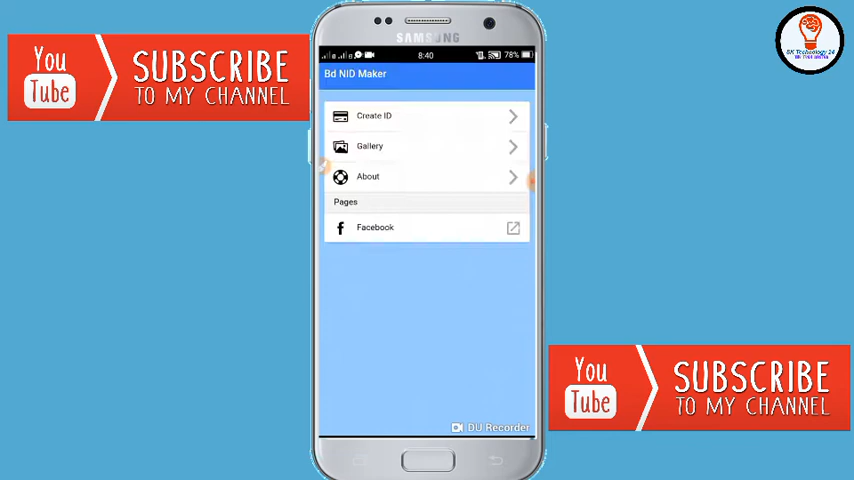 You
Tube
SUBSCRIBE
TO MY CHANNEL
SAMSUNG
8:40
78%
Bd NID Maker
Create ID
Gallery
About
Pages
Facebook
DU Recorder
SK Technology 24
You
Tube
SUBSCRIBE
TO MY CHANNEL